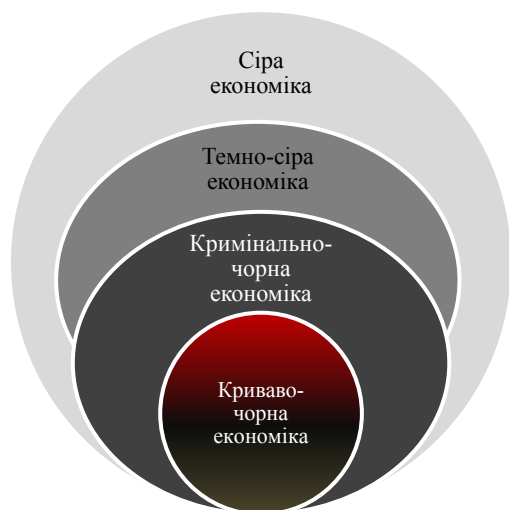 Сіра
економіка
Темно-сіра
економіка
Кримінально-
чорна
економіка
Криваво-
чорна
економіка